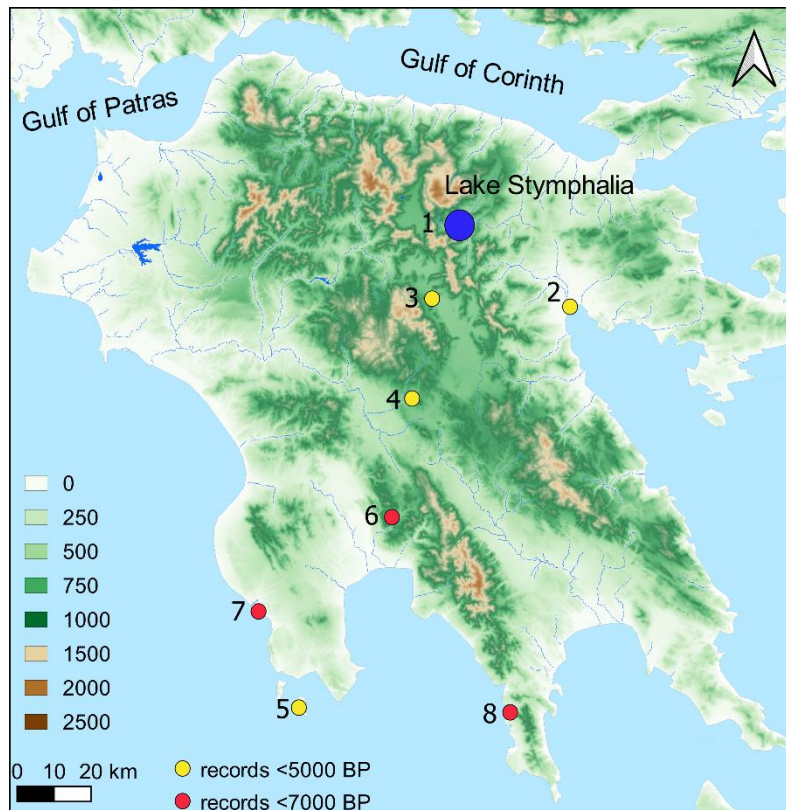 Gulf of Corinth
Gulf of Patras
Lake Stymphalia
1
3
2
4
6
7
5
8
0
250
500
750
1000
1500
2000
2500
records <5000 BP
0 10 20 km
records <7000 BP